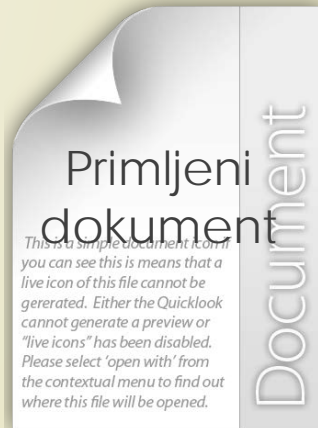 Primljeni
dokument
This is a simple document icon if
you can see this is means that a
live icon of this file cannot be
gererated. Either the Quicklook
cannot generate a preview or
"live icons" has been disabled.
Please select 'open with' from
the contextual menu to find out
where this file will be opened.
Document